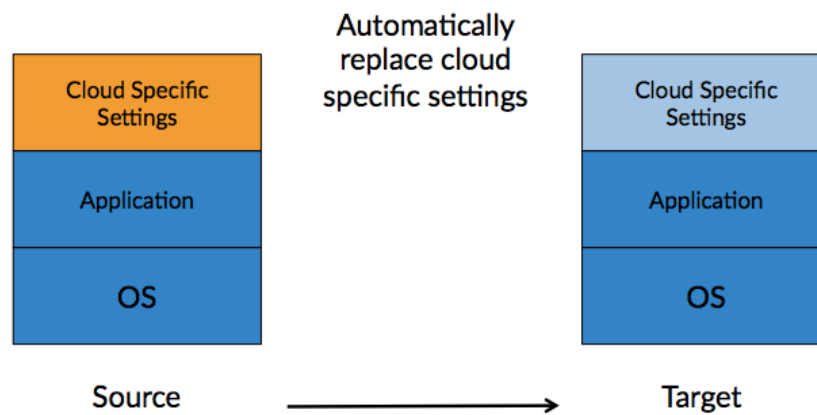 Automatically
replace cloud
specific settings
Cloud Specific
Settings
Application
OS
Source
Cloud Specific
Settings
Application
OS
Target